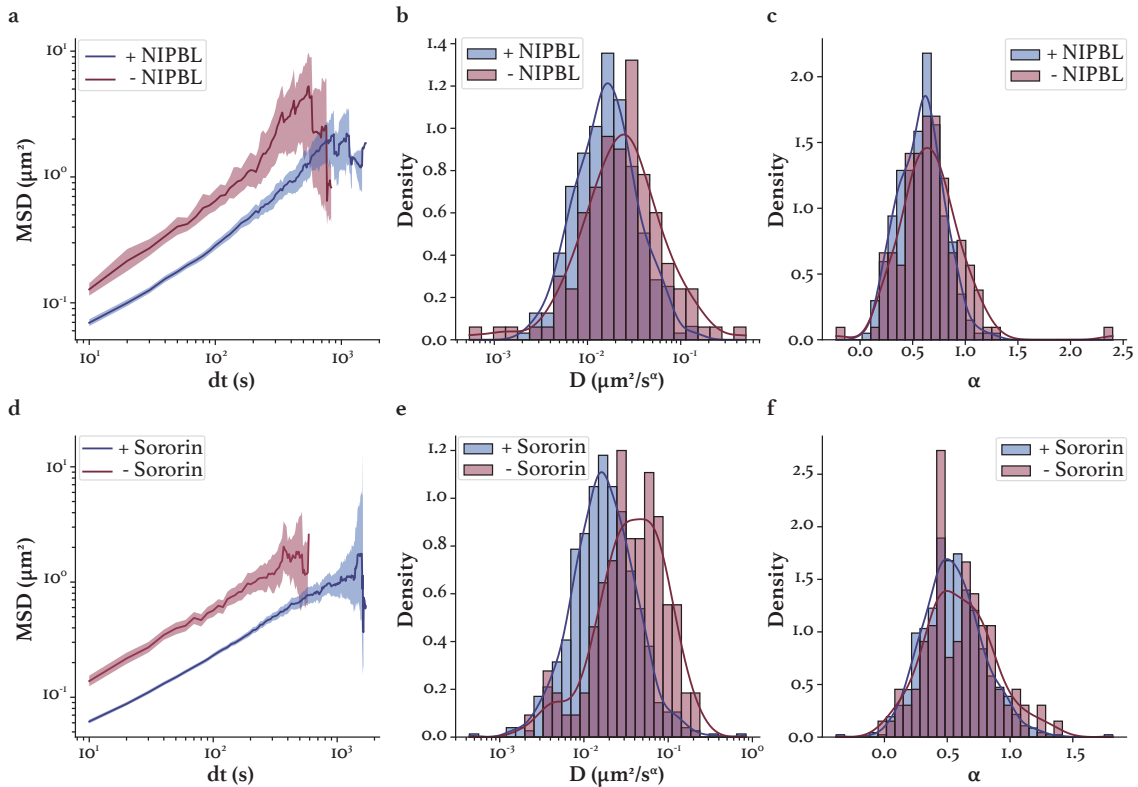 a
+ NIPBL
- NIPBL
10¹
10⁰
10⁻¹
MSD (μm²)
10¹
10²
10³
dt (s)
b
+ NIPBL
- NIPBL
1.4
1.2
1.0
0.8
0.6
0.4
0.2
0.0
Density
10⁻³
10⁻²
10⁻¹
D (μm²/sᵅ)
c
+ NIPBL
- NIPBL
2.0
1.5
1.0
0.5
0.0
Density
0.0
0.5
1.0
1.5
2.0
2.5
α
d
+ Sororin
- Sororin
10¹
10⁰
10⁻¹
MSD (μm²)
10¹
10²
10³
dt (s)
e
+ Sororin
- Sororin
1.2
1.0
0.8
0.6
0.4
0.2
0.0
Density
10⁻³
10⁻²
10⁻¹
10⁰
D (μm²/sᵅ)
f
+ Sororin
- Sororin
2.5
2.0
1.5
1.0
0.5
0.0
Density
0.0
0.5
1.0
1.5
α